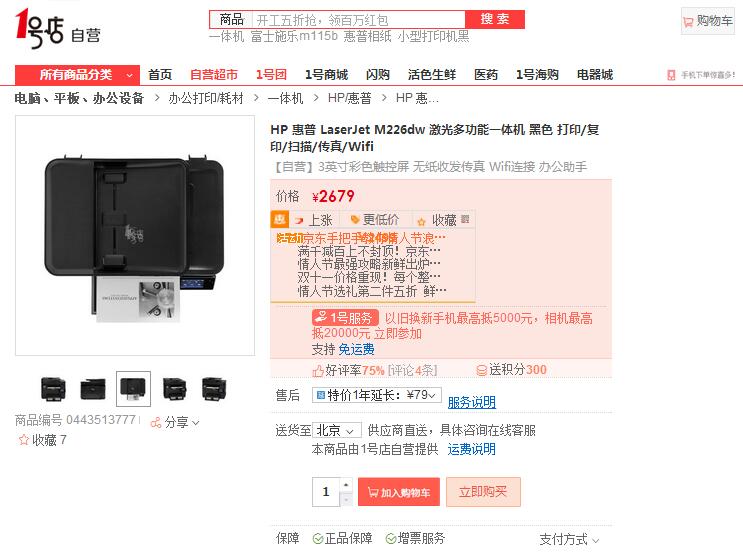 1号店 自营
商品 开工五折抢，领百万红包 搜 索
购物车
一体机 富士施乐m115b 惠普相纸 小型打印机黑
所有商品分类 首页 自营超市 1号团 1号商城 闪购 活色生鲜 医药 1号海购 电器城 手机下单惊喜多!
电脑、平板、办公设备 > 办公打印/耗材 > 一体机 > HP/惠普 > HP 惠…
HP 惠普 LaserJet M226dw 激光多功能一体机 黑色 打印/复
印/扫描/传真/Wifi
【自营】3英寸彩色触控屏 无纸收发传真 Wifi连接 办公助手
价格 ¥2679
惠 上涨 更低价 收藏
京东手把手 情人节浪…
满千减百上不封顶！京东…
情人节最强攻略新鲜出炉…
双十一价格重现！每个整…
情人节选礼第二件五折 鲜…
1号服务 以旧换新手机最高抵5000元，相机最高
抵20000元 立即参加
支持 免运费
好评率75% [评论4条] 送积分300
售后 特价1年延长：¥79 服务说明
送货至 北京 供应商直送，具体咨询在线客服
本商品由1号店自营提供 运费说明
1 加入购物车 立即购买
保障 正品保障 增票服务 支付方式
1号店
商品编号 0443513777 分享
收藏 7